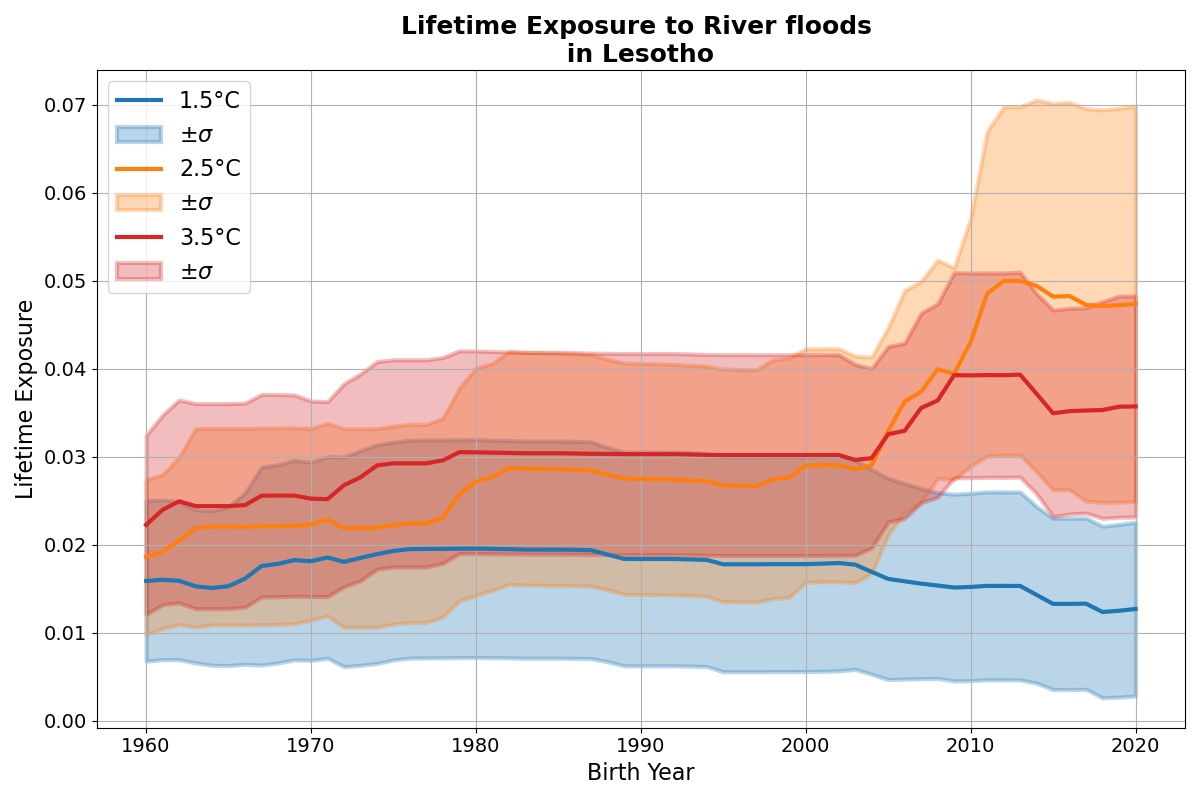 Lifetime Exposure to River floods
in Lesotho
1.5°C
±σ
2.5°C
±σ
3.5°C
±σ
Lifetime Exposure
0.07
0.06
0.05
0.04
0.03
0.02
0.01
0.00
1960 1970 1980 1990 2000 2010 2020
Birth Year